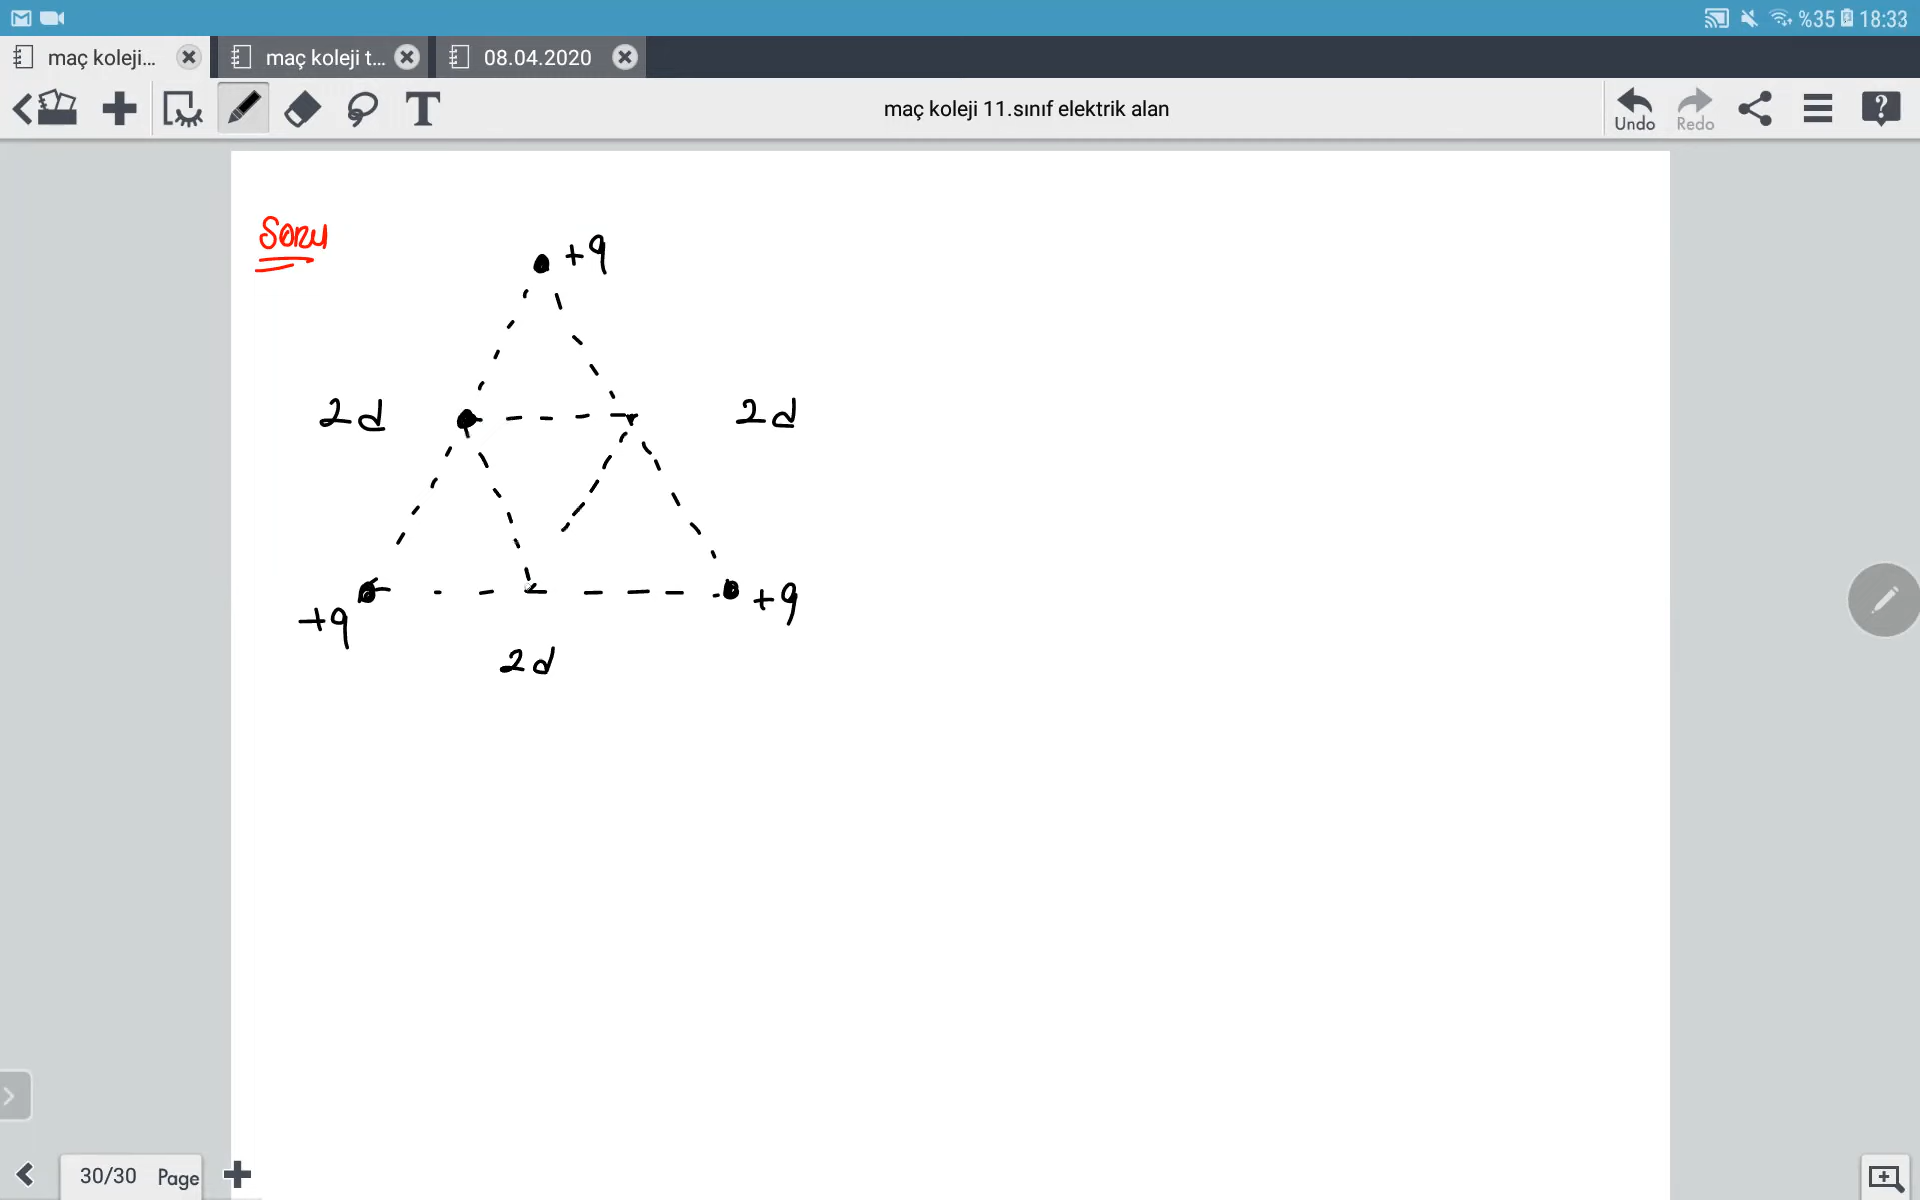 %35 18:33
maç koleji...
maç koleji t...
08.04.2020
T
maç koleji 11.sınıf elektrik alan
Undo
Redo
Soru
+q
2d
2d
+q
+q
2d
30/30 Page